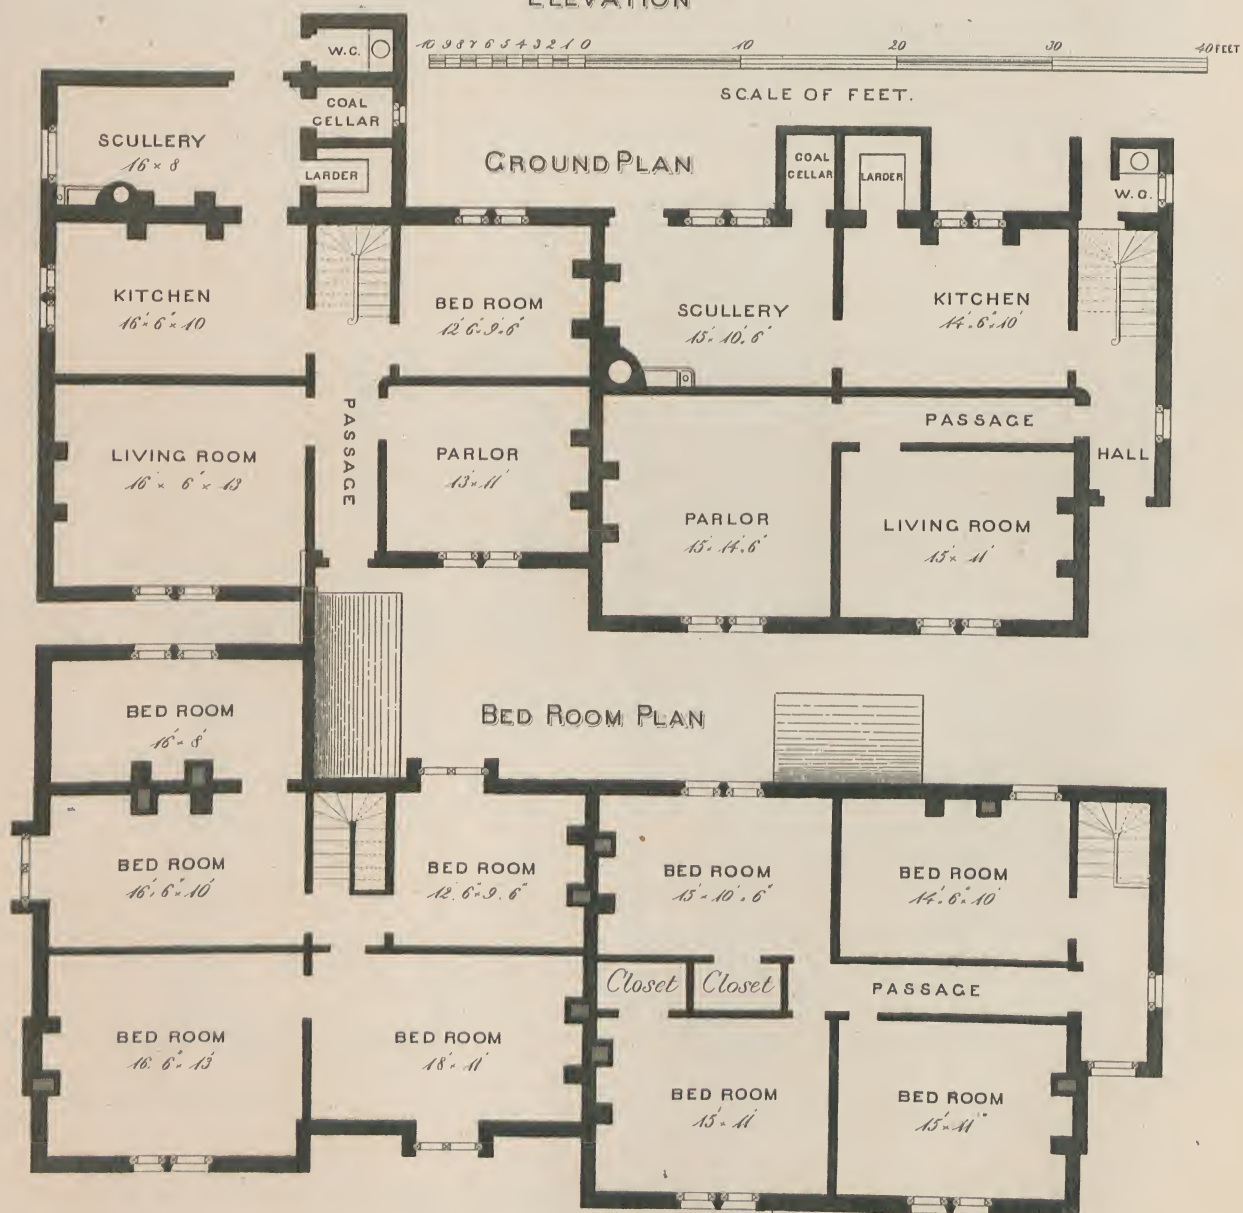 ELEVATION
10 9 8 7 6 5 4 3 2 1 0 10 20 30 40 FEET
SCALE OF FEET.
W.C.
COAL
CELLAR
LARDER
SCULLERY
16 × 8
GROUND PLAN
COAL
CELLAR
LARDER
W.C.
KITCHEN
16' 6" × 10
BED ROOM
12' 6" × 9' 6"
SCULLERY
15' × 10' 6"
KITCHEN
14' 6" × 10'
LIVING ROOM
16' × 6" × 13
PASSAGE
PARLOR
13 × 11'
PASSAGE
HALL
PARLOR
15' × 14' 6"
LIVING ROOM
15' × 11'
BED ROOM PLAN
BED ROOM
16' × 8'
BED ROOM
16' 6" × 10'
BED ROOM
12' 6" × 9' 6"
BED ROOM
15' × 10' 6"
BED ROOM
14' 6" × 10'
Closet
Closet
PASSAGE
BED ROOM
16' 6" × 13'
BED ROOM
18' × 11'
BED ROOM
15' × 11'
BED ROOM
15' × 11"